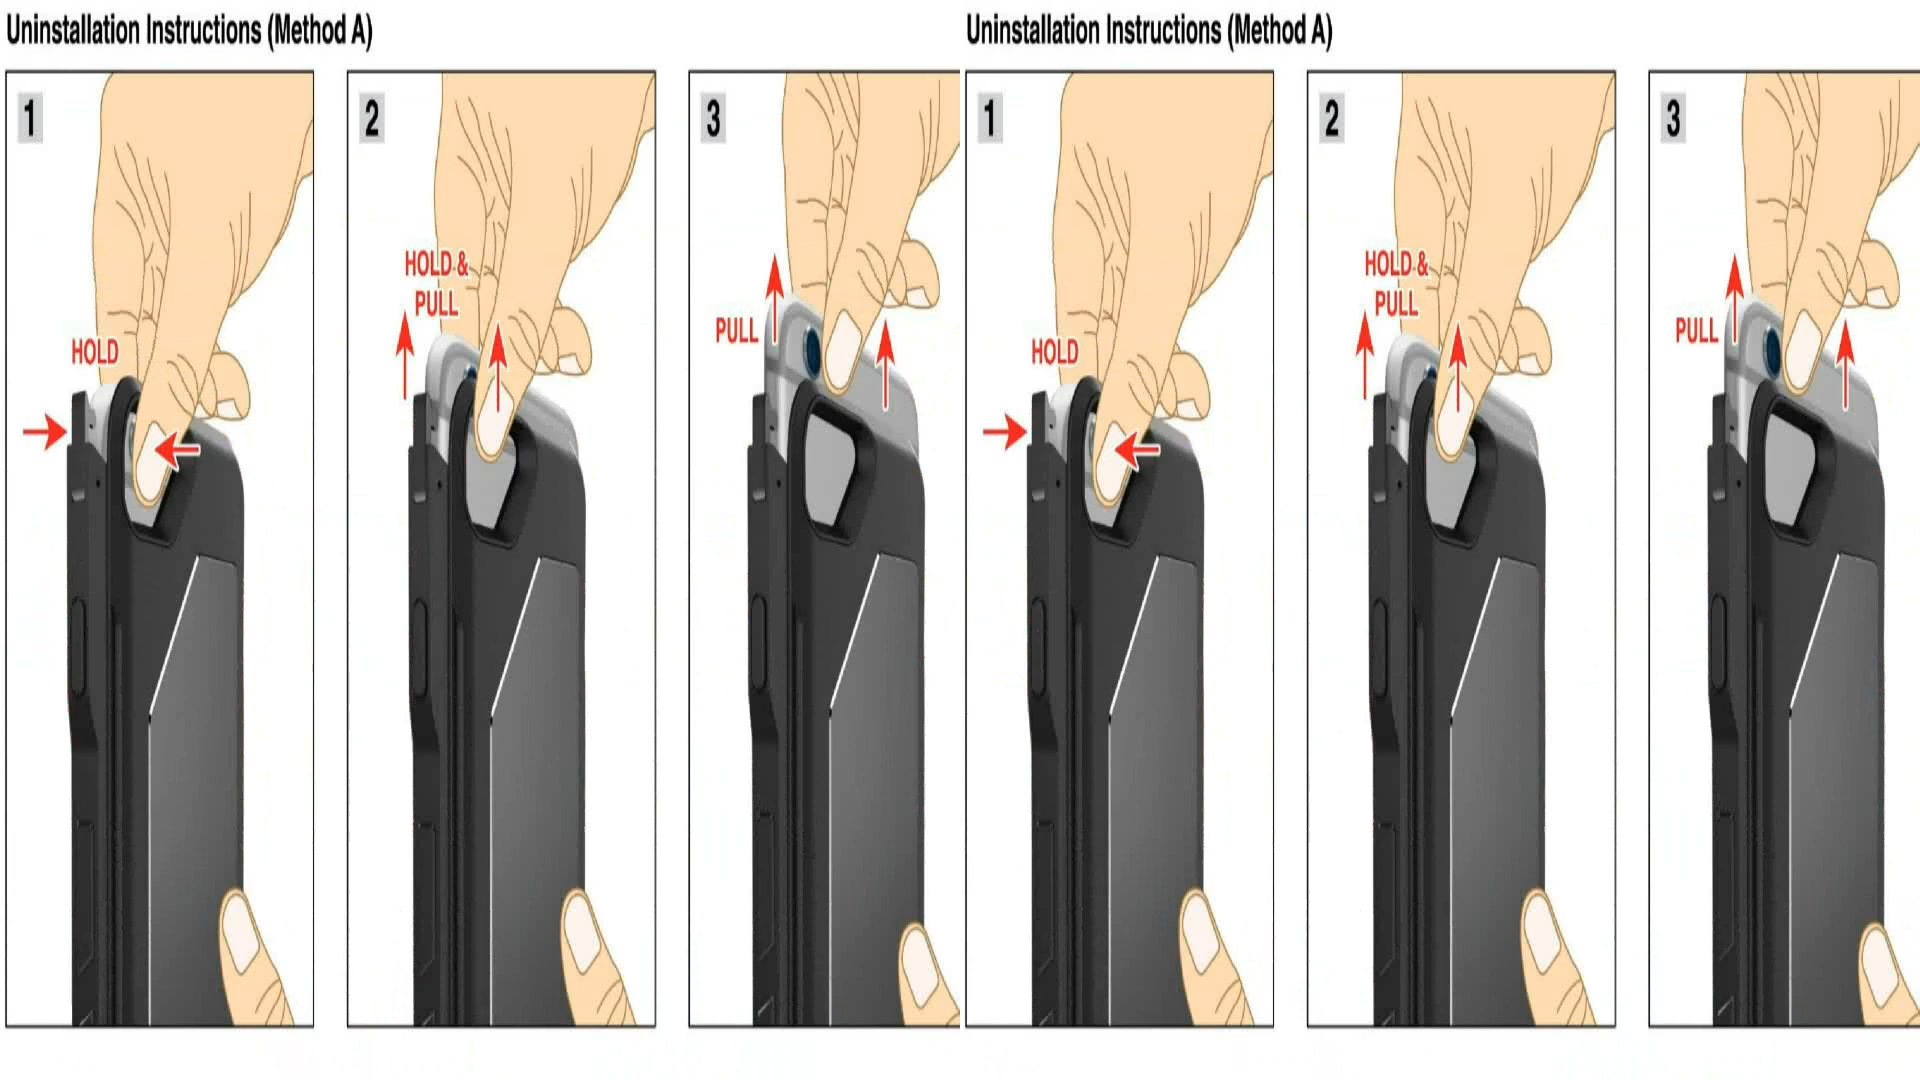 Uninstallation Instructions (Method A)
1
HOLD
2
HOLD &
PULL
3
PULL
Uninstallation Instructions (Method A)
1
HOLD
2
HOLD &
PULL
3
PULL